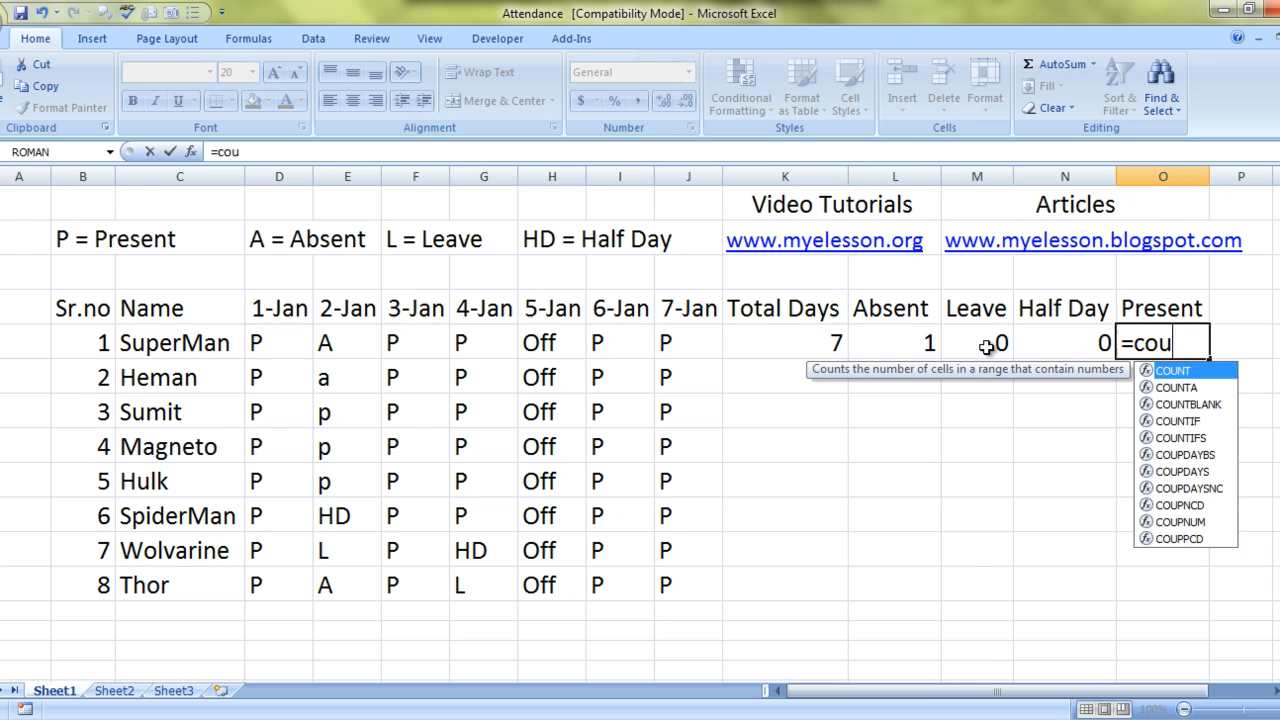 Attendance [Compatibility Mode] - Microsoft Excel
Home Insert Page Layout Formulas Data Review View Developer Add-Ins
Cut
Copy
Format Painter
Clipboard
20
Font
Wrap Text
Merge & Center
Alignment
General
$ % ,
Number
Conditional Formatting
Format as Table
Cell Styles
Styles
Insert Delete Format
Cells
AutoSum
Fill
Clear
Sort & Filter
Find & Select
Editing
ROMAN =cou
A B C D E F G H I J K L M N O P
Video Tutorials Articles
P = Present A = Absent L = Leave HD = Half Day www.myelesson.org www.myelesson.blogspot.com
Sr.no Name 1-Jan 2-Jan 3-Jan 4-Jan 5-Jan 6-Jan 7-Jan Total Days Absent Leave Half Day Present
1 SuperMan P A P P Off P P 7 1 0 0 =cou
Counts the number of cells in a range that contain numbers
2 Heman P a P P Off P P
3 Sumit P p P P Off P P
4 Magneto P p P P Off P P
5 Hulk P p P P Off P P
6 SpiderMan P HD P P Off P P
7 Wolvarine P L P HD Off P P
8 Thor P A P L Off P P
COUNT
COUNTA
COUNTBLANK
COUNTIF
COUNTIFS
COUPDAYBS
COUPDAYS
COUPDAYSNC
COUPNCD
COUPNUM
COUPPCD
Sheet1 Sheet2 Sheet3
100%